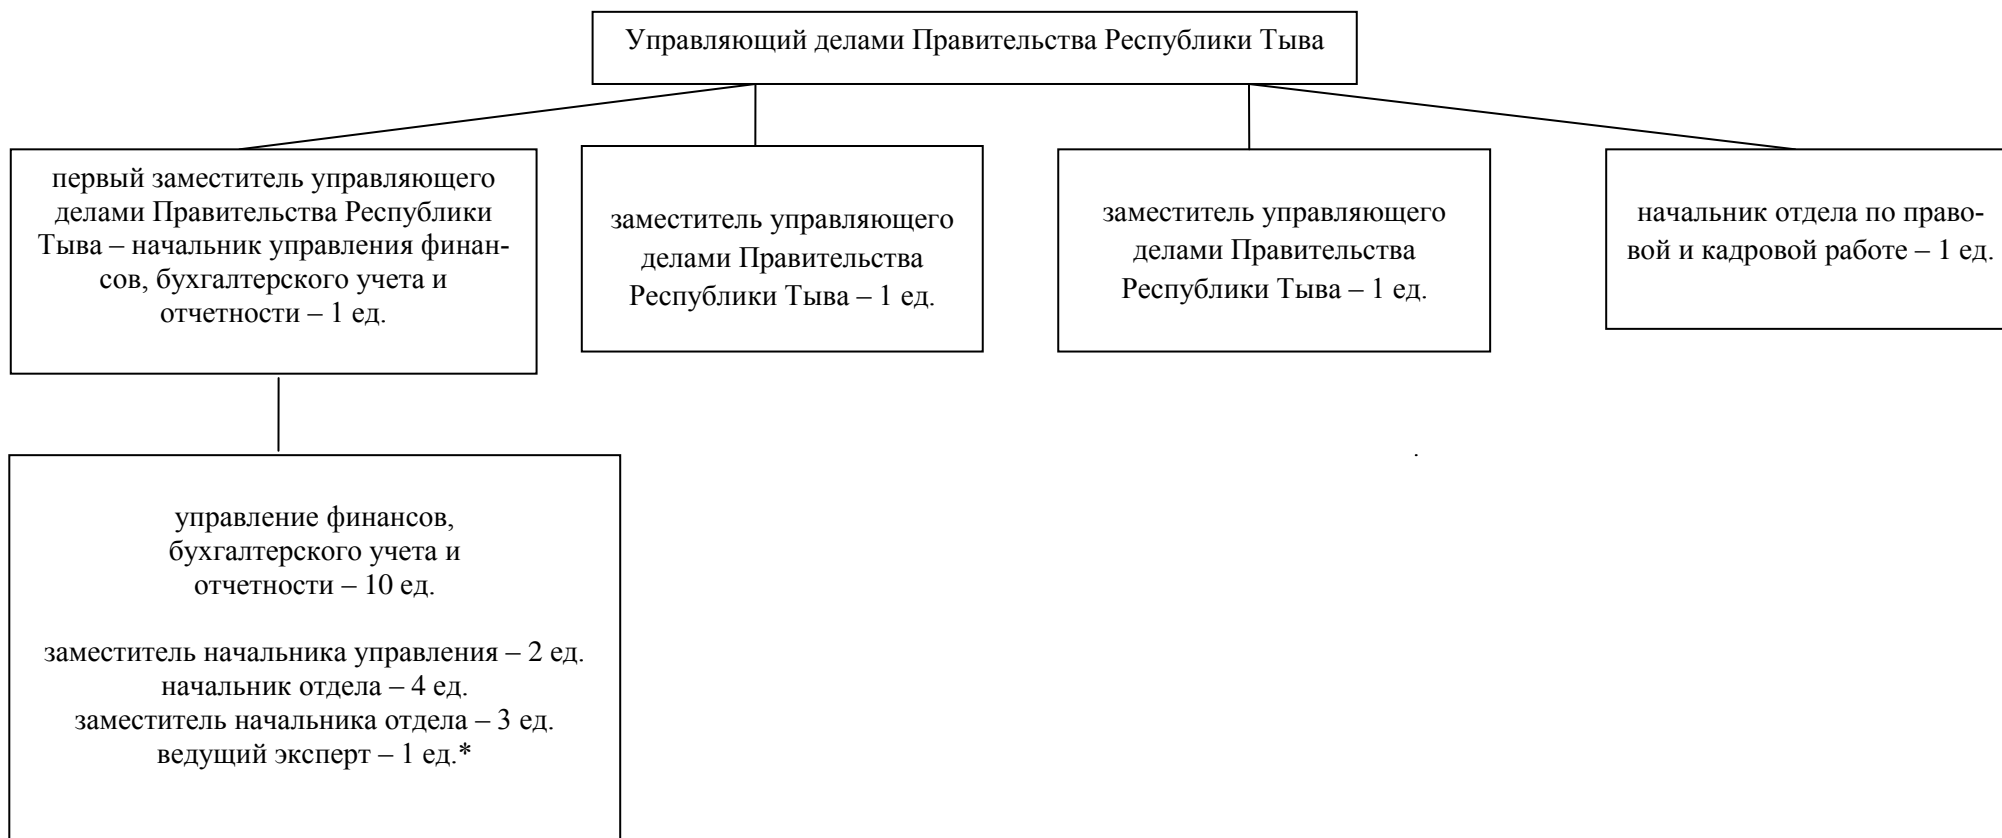 Управляющий делами Правительства Республики Тыва
первый заместитель управляющего
делами Правительства Республики
Тыва – начальник управления финан-
сов, бухгалтерского учета и
отчетности – 1 ед.
заместитель управляющего
делами Правительства
Республики Тыва – 1 ед.
заместитель управляющего
делами Правительства
Республики Тыва – 1 ед.
начальник отдела по право-
вой и кадровой работе – 1 ед.
управление финансов,
бухгалтерского учета и
отчетности – 10 ед.
заместитель начальника управления – 2 ед.
начальник отдела – 4 ед.
заместитель начальника отдела – 3 ед.
ведущий эксперт – 1 ед.*
.